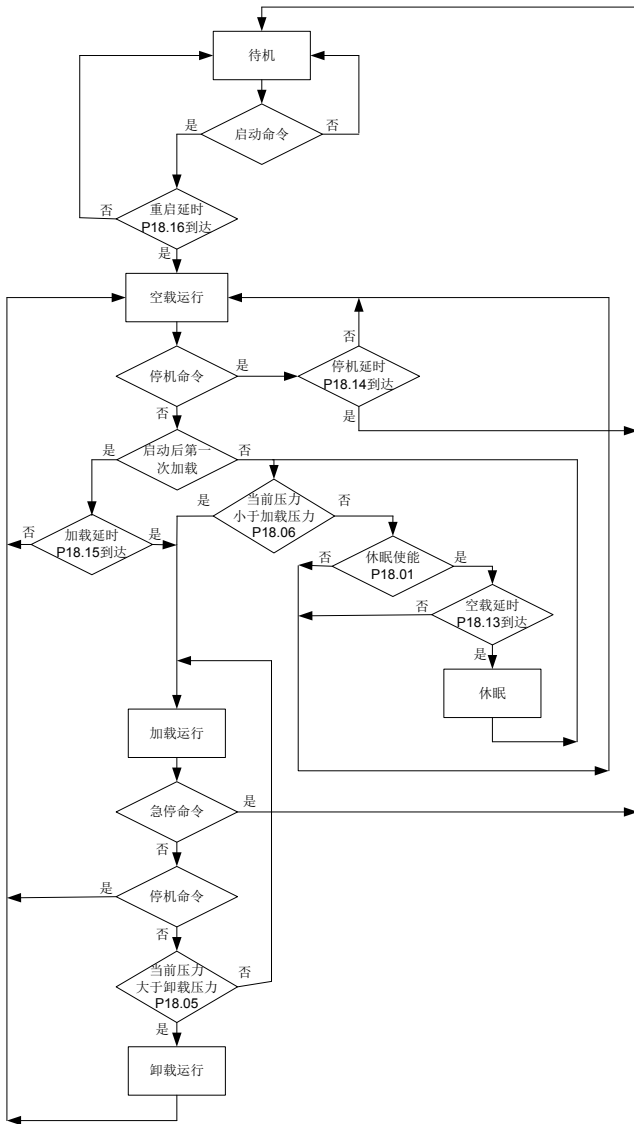 待机
是
启动命令
否
否
重启延时
P18.16到达
是
空载运行
否
停机命令
是
停机延时
P18.14到达
否
是
是
启动后第一
次加载
否
是
当前压力
小于加载压力
P18.06
否
否
加载延时
P18.15到达
是
否
休眠使能
P18.01
是
否
空载延时
P18.13到达
是
休眠
加载运行
急停命令
是
否
是
停机命令
否
当前压力
大于卸载压力
P18.05
否
是
卸载运行